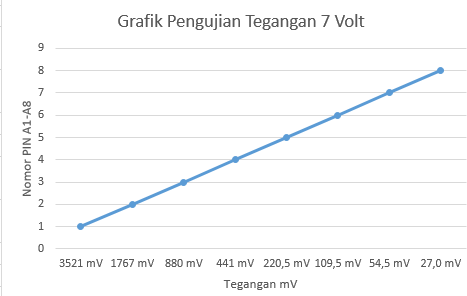 Grafik Pengujian Tegangan 7 Volt
9
8
7
6
5
4
3
2
1
0
Nomor PIN A1-A8
3521 mV 1767 mV 880 mV 441 mV 220,5 mV 109,5 mV 54,5 mV 27,0 mV
Tegangan mV